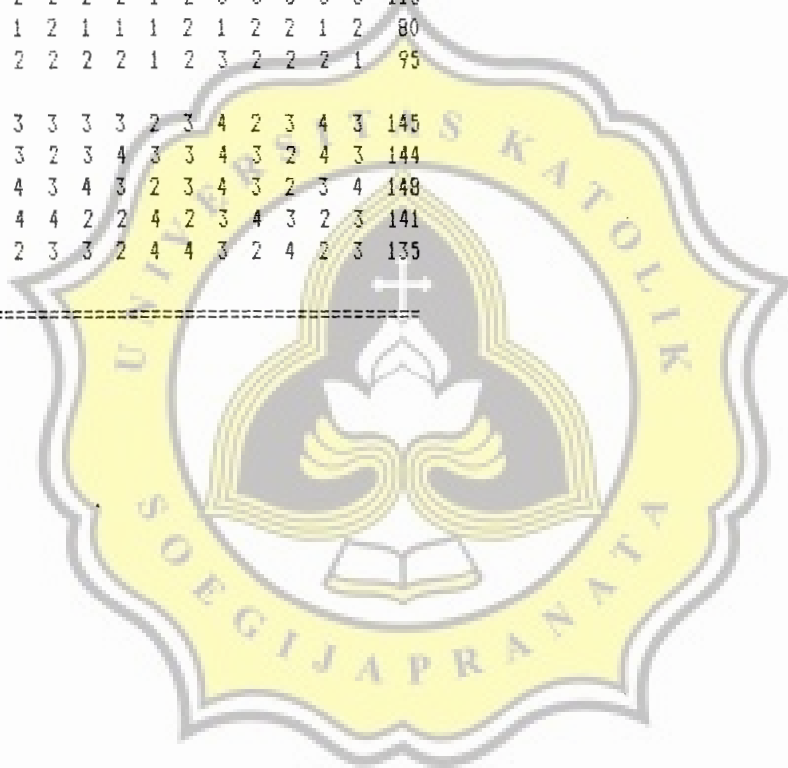 1 2 1 1 1 2 1 2 2 1 2 80
2 2 2 2 1 2 3 2 2 2 1 95
3 3 3 3 2 3 4 2 3 4 3 145
3 2 3 4 3 3 4 3 2 4 3 144
4 3 4 3 2 3 4 3 2 3 4 148
4 4 2 2 4 2 3 4 3 2 3 141
2 3 3 2 4 4 3 2 4 2 3 135
UNIVERSITAS KATOLIK
SOEGIJAPRANATA